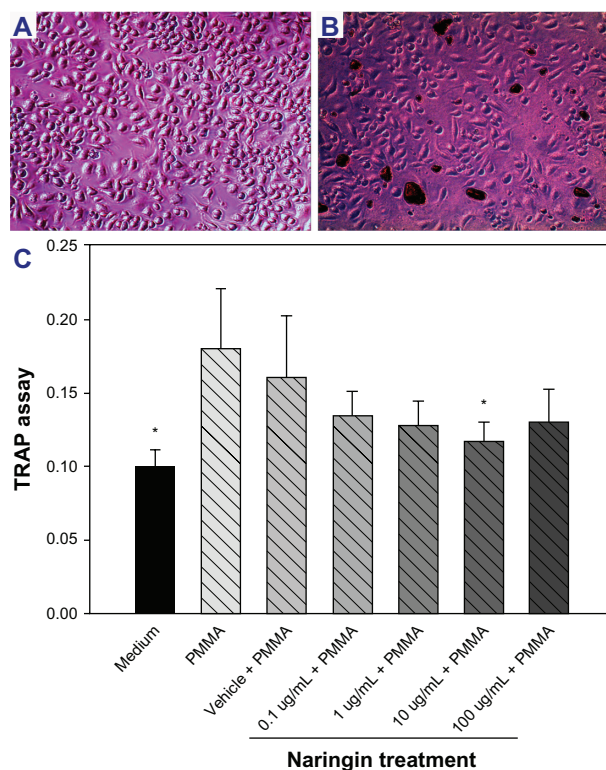 A
B
C
TRAP assay
0.25
0.20
0.15
0.10
0.05
0.00
*
*
Medium
PMMA
Vehicle + PMMA
0.1 ug/mL + PMMA
1 ug/mL + PMMA
10 ug/mL + PMMA
100 ug/mL + PMMA
Naringin treatment